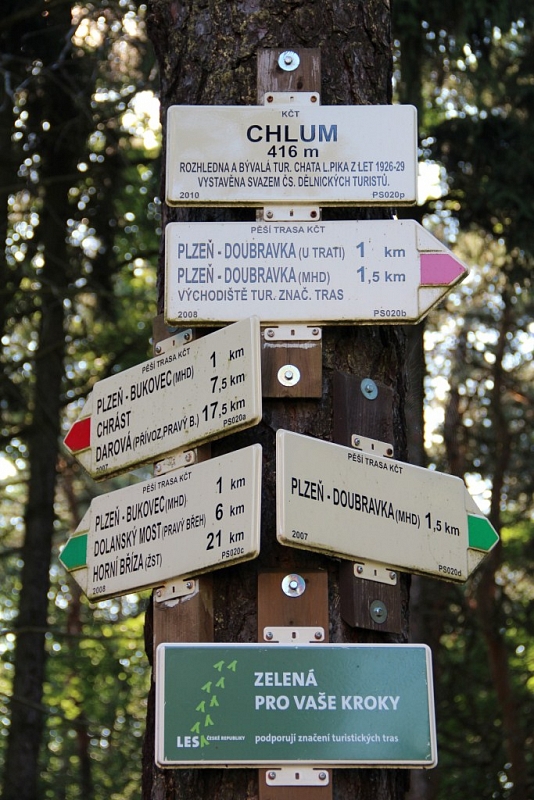 KČT
CHLUM
416 m
ROZHLEDNA A BÝVALÁ TUR. CHATA L.PIKA Z LET 1926-29
VYSTAVĚNA SVAZEM ČS. DĚLNICKÝCH TURISTŮ.
2010 PS020p
PĚŠÍ TRASA KČT
PLZEŇ - DOUBRAVKA (U TRATI) 1 km
PLZEŇ - DOUBRAVKA (MHD) 1,5 km
VÝCHODIŠTĚ TUR. ZNAČ. TRAS
2008 PS020b
PĚŠÍ TRASA KČT
PLZEŇ - BUKOVEC (MHD) 1 km
CHRÁST 7,5 km
DAROVÁ (PŘÍVOZ,PRAVÝ B.) 17,5 km
2007 PS020a
PĚŠÍ TRASA KČT
PLZEŇ - BUKOVEC (MHD) 1 km
DOLANSKÝ MOST (PRAVÝ BŘEH) 6 km
HORNÍ BŘÍZA (ŽST) 21 km
2008 PS020c
PĚŠÍ TRASA KČT
PLZEŇ - DOUBRAVKA (MHD) 1,5 km
2007 PS020d
ZELENÁ
PRO VAŠE KROKY
LESY ČESKÉ REPUBLIKY podporují značení turistických tras